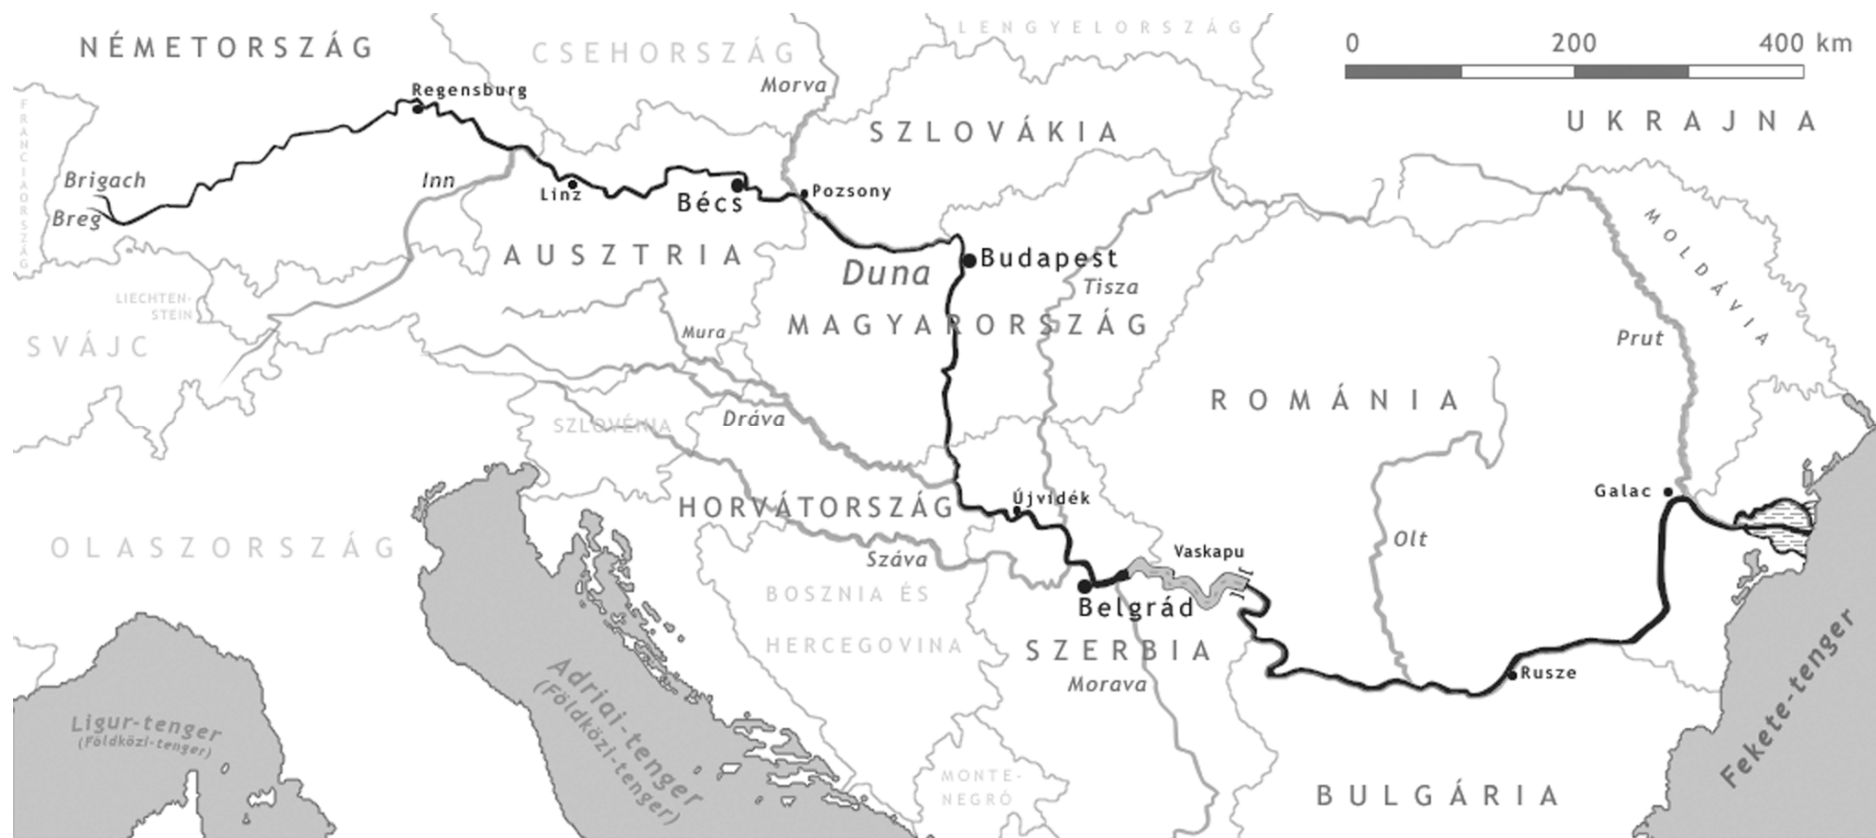 NÉMETORSZÁG
CSEHORSZÁG
LENGYELORSZÁG
0 200 400 km
Regensburg
Morva
FRANCIAORSZÁG
SZLOVÁKIA
UKRAJNA
Brigach
Breg
Inn
Linz
Bécs
Pozsony
AUSZTRIA
Duna
Budapest
Tisza
MOLDÁVIA
LIECHTEN-
STEIN
SVÁJC
Mura
MAGYARORSZÁG
Prut
SZLOVÉNIA
Dráva
ROMÁNIA
HORVÁTORSZÁG
Újvidék
Galac
OLASZORSZÁG
Száva
Vaskapu
Olt
BOSZNIA ÉS
HERCEGOVINA
Belgrád
SZERBIA
Morava
Rusze
Ligur-tenger
(Földközi-tenger)
Adriai-tenger
(Földközi-tenger)
Fekete-tenger
MONTE-
NEGRÓ
BULGÁRIA